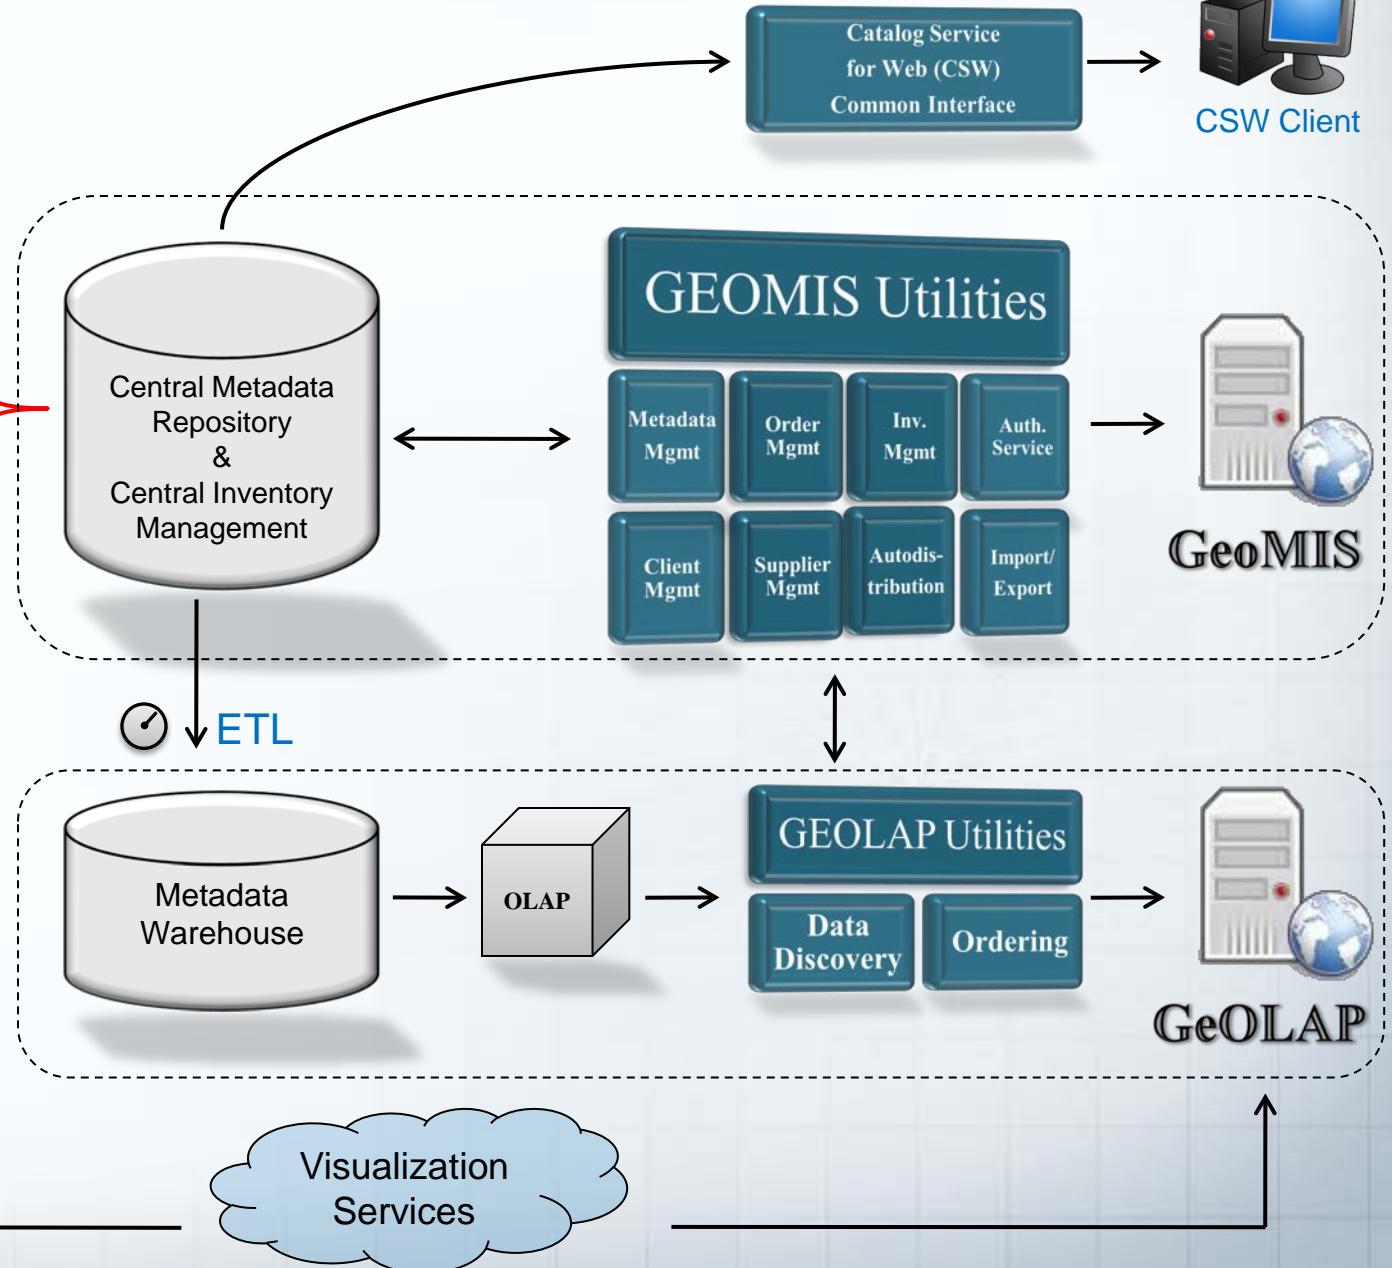 Catalog Service
for Web (CSW)
Common Interface
CSW Client
GEOMIS Utilities
Central Metadata
Repository
&
Central Inventory
Management
Metadata
Mgmt
Order
Mgmt
Inv.
Mgmt
Auth.
Service
Client
Mgmt
Supplier
Mgmt
Autodis-
tribution
Import/
Export
GeoMIS
ETL
Metadata
Warehouse
OLAP
GEOLAP Utilities
Data
Discovery
Ordering
GeOLAP
Visualization
Services